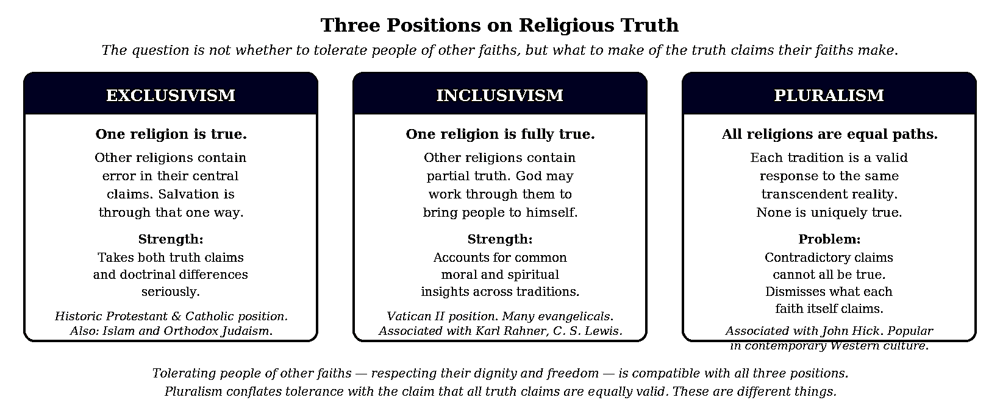 Three Positions on Religious Truth
The question is not whether to tolerate people of other faiths, but what to make of the truth claims their faiths make.
EXCLUSIVISM
One religion is true.
Other religions contain
error in their central
claims. Salvation is
through that one way.
Strength:
Takes both truth claims
and doctrinal differences
seriously.
Historic Protestant & Catholic position.
Also: Islam and Orthodox Judaism.
INCLUSIVISM
One religion is fully true.
Other religions contain
partial truth. God may
work through them to
bring people to himself.
Strength:
Accounts for common
moral and spiritual
insights across traditions.
Vatican II position. Many evangelicals.
Associated with Karl Rahner, C. S. Lewis.
PLURALISM
All religions are equal paths.
Each tradition is a valid
response to the same
transcendent reality.
None is uniquely true.
Problem:
Contradictory claims
cannot all be true.
Dismisses what each
faith itself claims.
Associated with John Hick. Popular
in contemporary Western culture.
Tolerating people of other faiths — respecting their dignity and freedom — is compatible with all three positions.
Pluralism conflates tolerance with the claim that all truth claims are equally valid. These are different things.